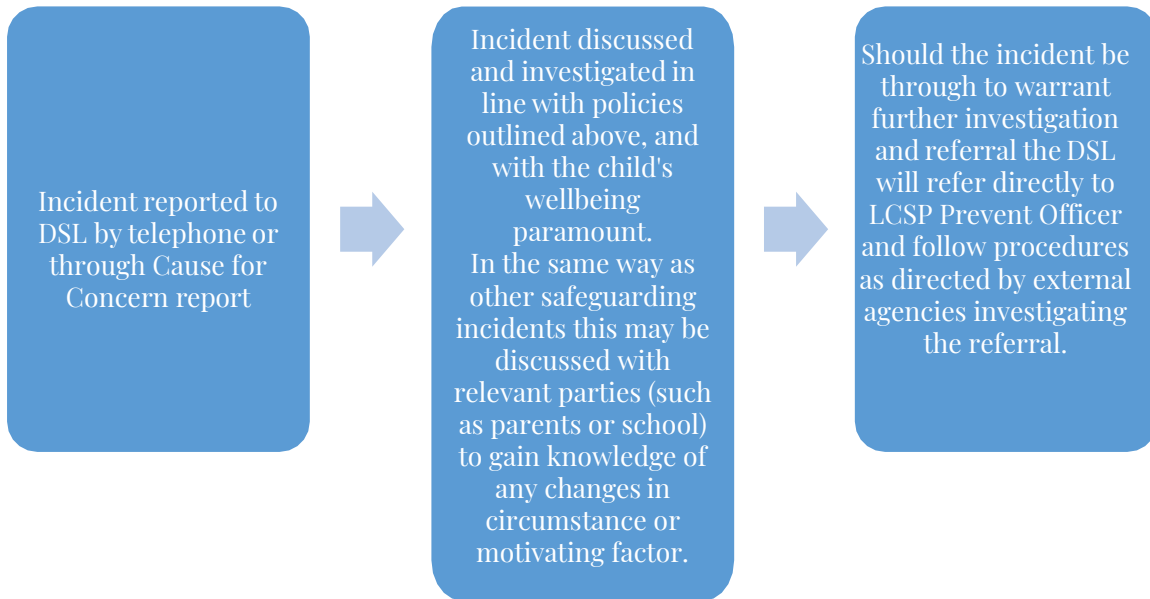 Incident reported to
DSL by telephone or
through Cause for
Concern report
Incident discussed
and investigated in
line with policies
outlined above, and
with the child's
wellbeing
paramount.
In the same way as
other safeguarding
incidents this may be
discussed with
relevant parties (such
as parents or school)
to gain knowledge of
any changes in
circumstance or
motivating factor.
Should the incident be
through to warrant
further investigation
and referral the DSL
will refer directly to
LCSP Prevent Officer
and follow procedures
as directed by external
agencies investigating
the referral.